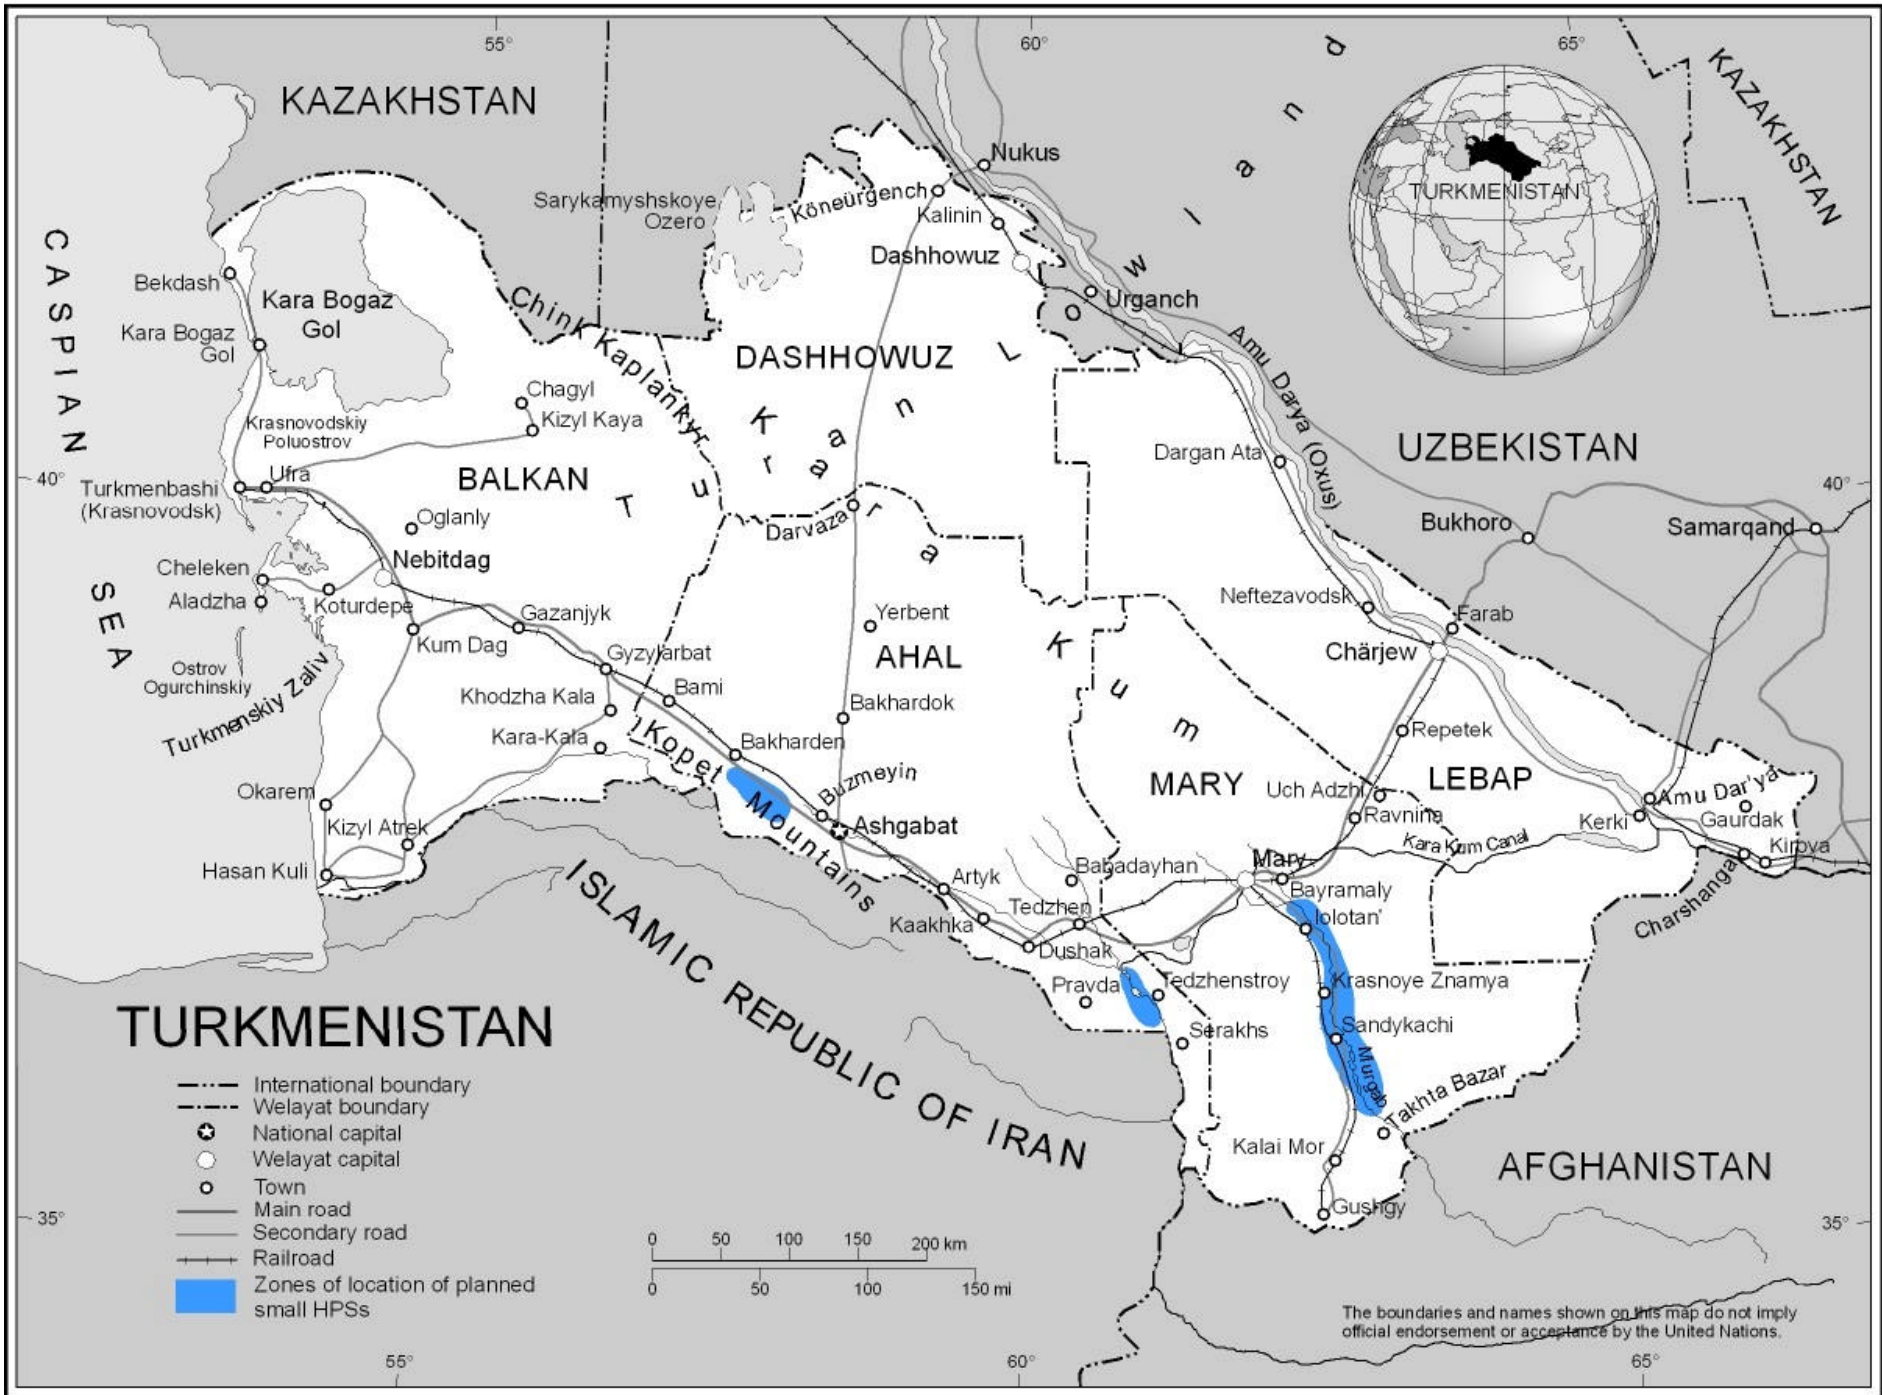 55°
60°
65°
KAZAKHSTAN
KAZAKHSTAN
TURKMENISTAN
Nukus
Sarykamyshskoye
Ozero
Köneürgench
Kalinin
Dashhowuz
Urganch
CASPIAN
SEA
Bekdash
Kara Bogaz
Gol
Kara Bogaz
Gol
Chink Kaplankyr
DASHHOWUZ
Turan Lowland
Amu Darya (Oxus)
Chagyl
Kizyl Kaya
Krasnovodskiy
Poluostrov
Kara Kum
Dargan Ata
UZBEKISTAN
40°
40°
Ufra
Turkmenbashi
(Krasnovodsk)
BALKAN
Oglanly
Darvaza
Bukhoro
Samarqand
Nebitdag
Cheleken
Aladzha
Koturdepe
Gazanjyk
Kum Dag
Yerbent
AHAL
Neftezavodsk
Farab
Chärjew
Ostrov
Ogurchinskiy
Turkmenskiy Zaliv
Gyzylarbat
Khodzha Kala
Bami
Bakhardok
Kara-Kala
Kopet Mountains
Bakharden
Repetek
Buzmeyin
MARY
LEBAP
Uch Adzhi
Ravnina
Amu Dar'ya
Gaurdak
Okarem
Kizyl Atrek
Ashgabat
Kerki
Kara Kum Canal
Kirova
Hasan Kuli
Artyk
Babadayhan
Mary
Bayramaly
Charshanga
Kaakhka
Tedzhen
Iolotan'
Dushak
Pravda
Tedzhenstroy
Krasnoye Znamya
Serakhs
Sandykachi
Murgab
Takhta Bazar
ISLAMIC REPUBLIC OF IRAN
Kalai Mor
AFGHANISTAN
Gushgy
35°
35°
TURKMENISTAN
International boundary
Welayat boundary
National capital
Welayat capital
Town
Main road
Secondary road
Railroad
Zones of location of planned
small HPSs
0 50 100 150 200 km
0 50 100 150 mi
The boundaries and names shown on this map do not imply
official endorsement or acceptance by the United Nations.
55°
60°
65°